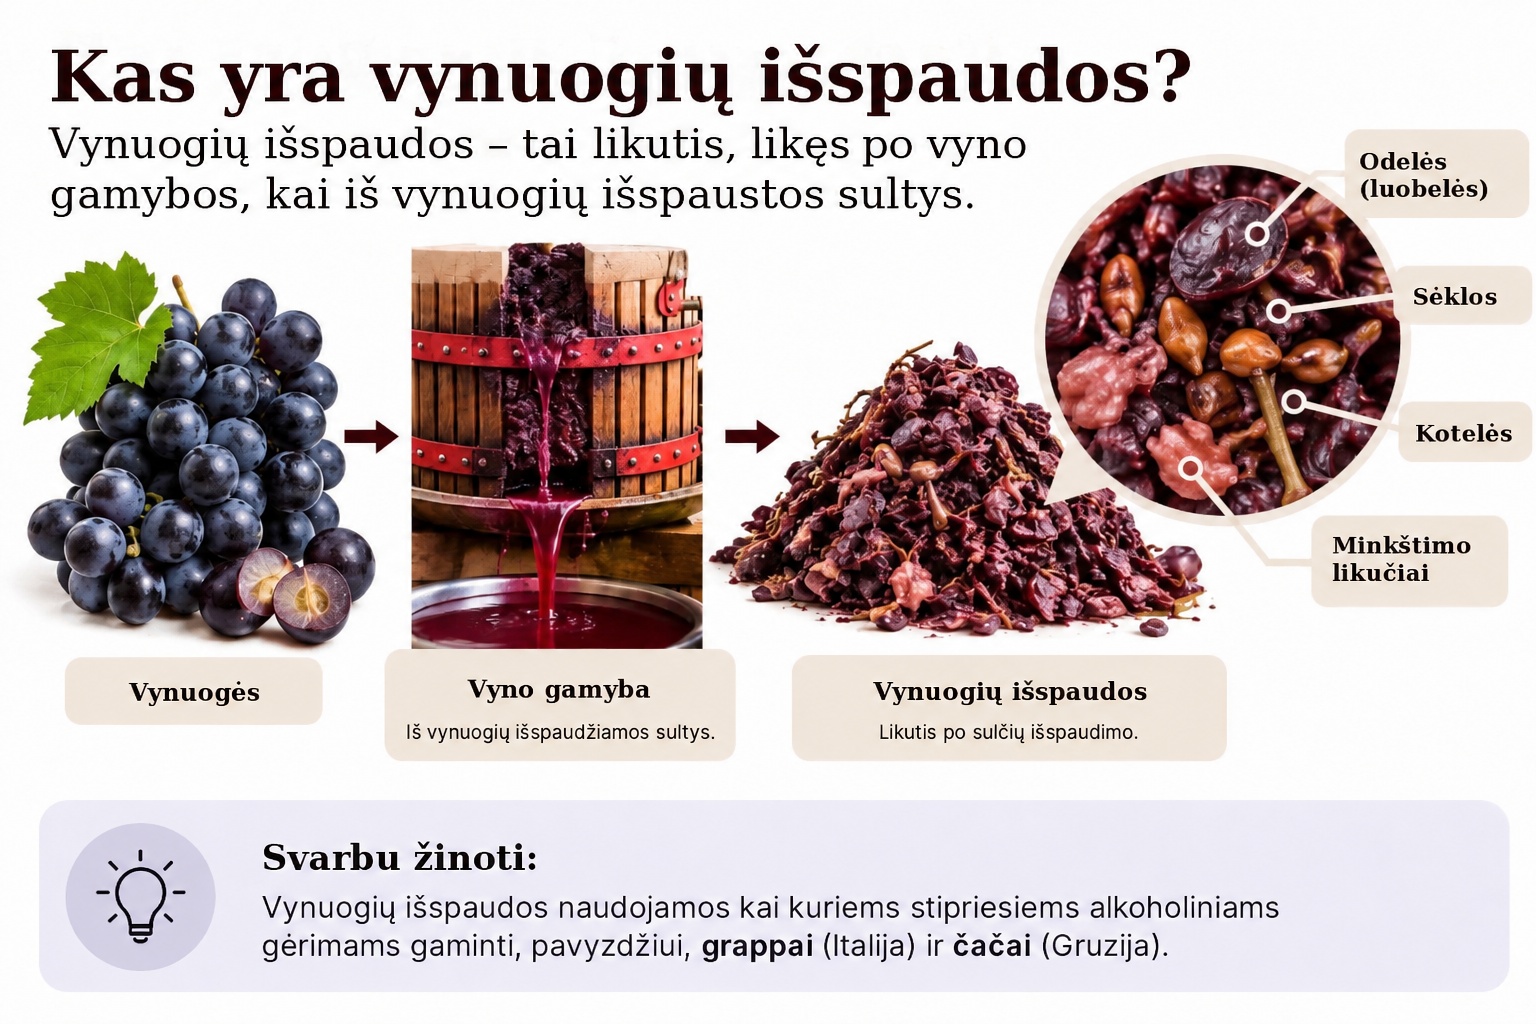 Kas yra vynuogių išspaudos?
Vynuogių išspaudos – tai likutis, likęs po vyno
gamybos, kai iš vynuogių išspaustos sultys.
Odelės
(luobelės)
Sėklos
Kotelės
Minkštimo
likučiai
Vynuogės
Vyno gamyba
Iš vynuogių išspaudžiamos sultys.
Vynuogių išspaudos
Likutis po sulčių išspaudimo.
Svarbu žinoti:
Vynuogių išspaudos naudojamos kai kuriems stipriesiems alkoholiniams
gėrimams gaminti, pavyzdžiui, grappai (Italija) ir čačai (Gruzija).